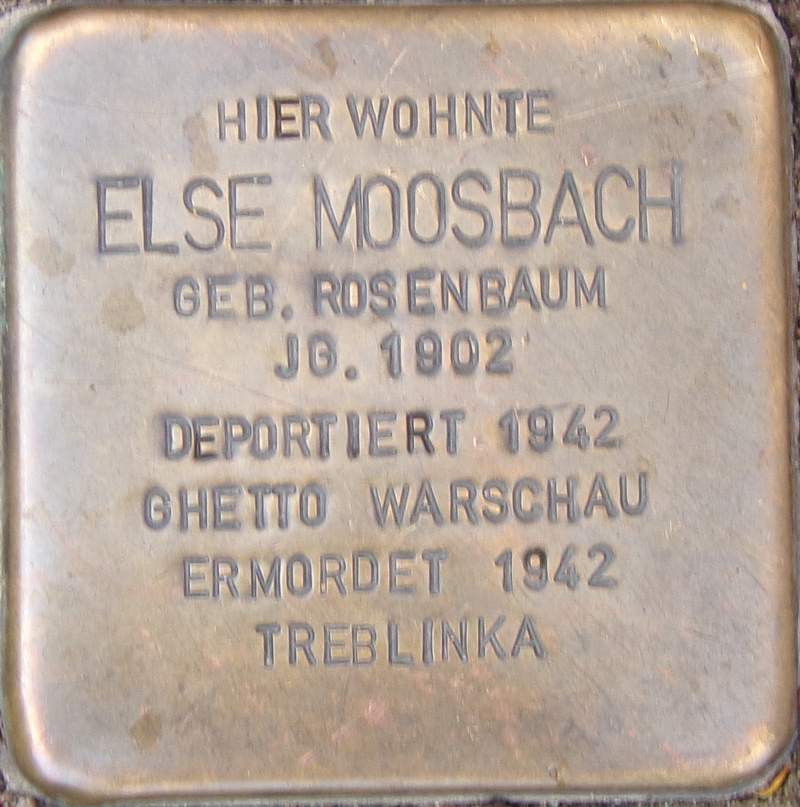 HIER WOHNTE
ELSE MOOSBACH
GEB. ROSENBAUM
JG. 1902
DEPORTIERT 1942
GHETTO WARSCHAU
ERMORDET 1942
TREBLINKA